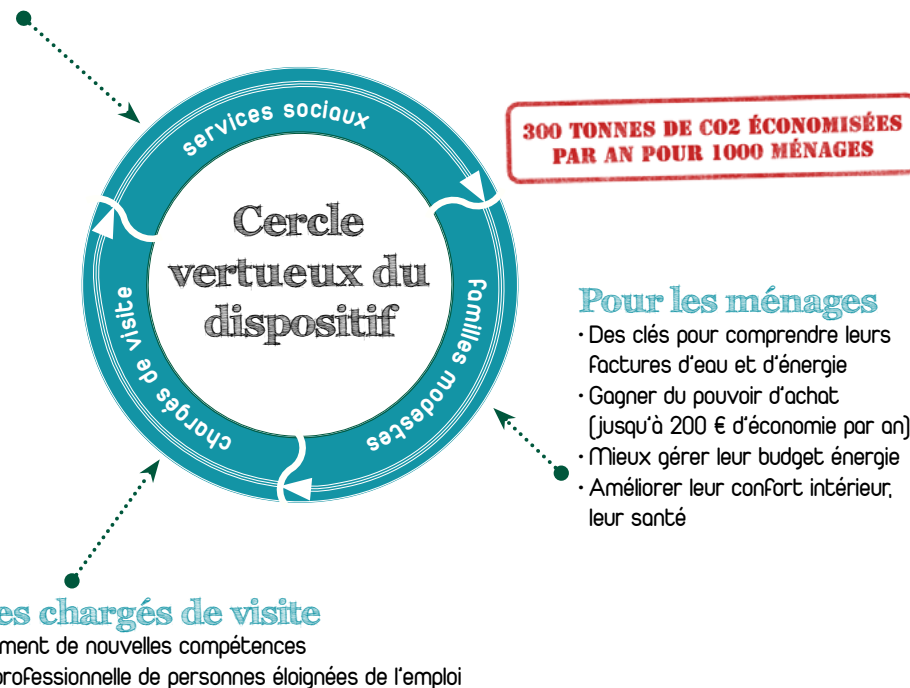 services sociaux
300 TONNES DE CO2 ÉCONOMISÉES
PAR AN POUR 1000 MÉNAGES
Cercle
vertueux du
dispositif
familles modestes
chargés de visite
Pour les ménages
· Des clés pour comprendre leurs
factures d'eau et d'énergie
· Gagner du pouvoir d'achat
(jusqu'à 200 € d'économie par an)
· Mieux gérer leur budget énergie
· Améliorer leur confort intérieur,
leur santé
es chargés de visite
ment de nouvelles compétences
professionnelle de personnes éloignées de l'emploi